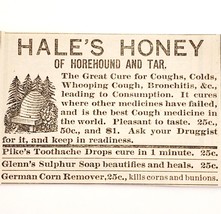 HALE'S HONEY
OF HOREHOUND AND TAR.
The Great Cure for Coughs, Colds,
Whooping Cough, Bronchitis, &c.,
leading to Consumption. It cures
where other medicines have failed,
and is the best Cough medicine in
the world. Pleasant to taste. 25c.,
50c., and $1. Ask your Druggist
for it, and keep in readiness.
Pike's Toothache Drops cure in 1 minute. 25c.
Glenn's Sulphur Soap beautifies and heals. 25c.
German Corn Remover, 25c., kills corns and bunions.